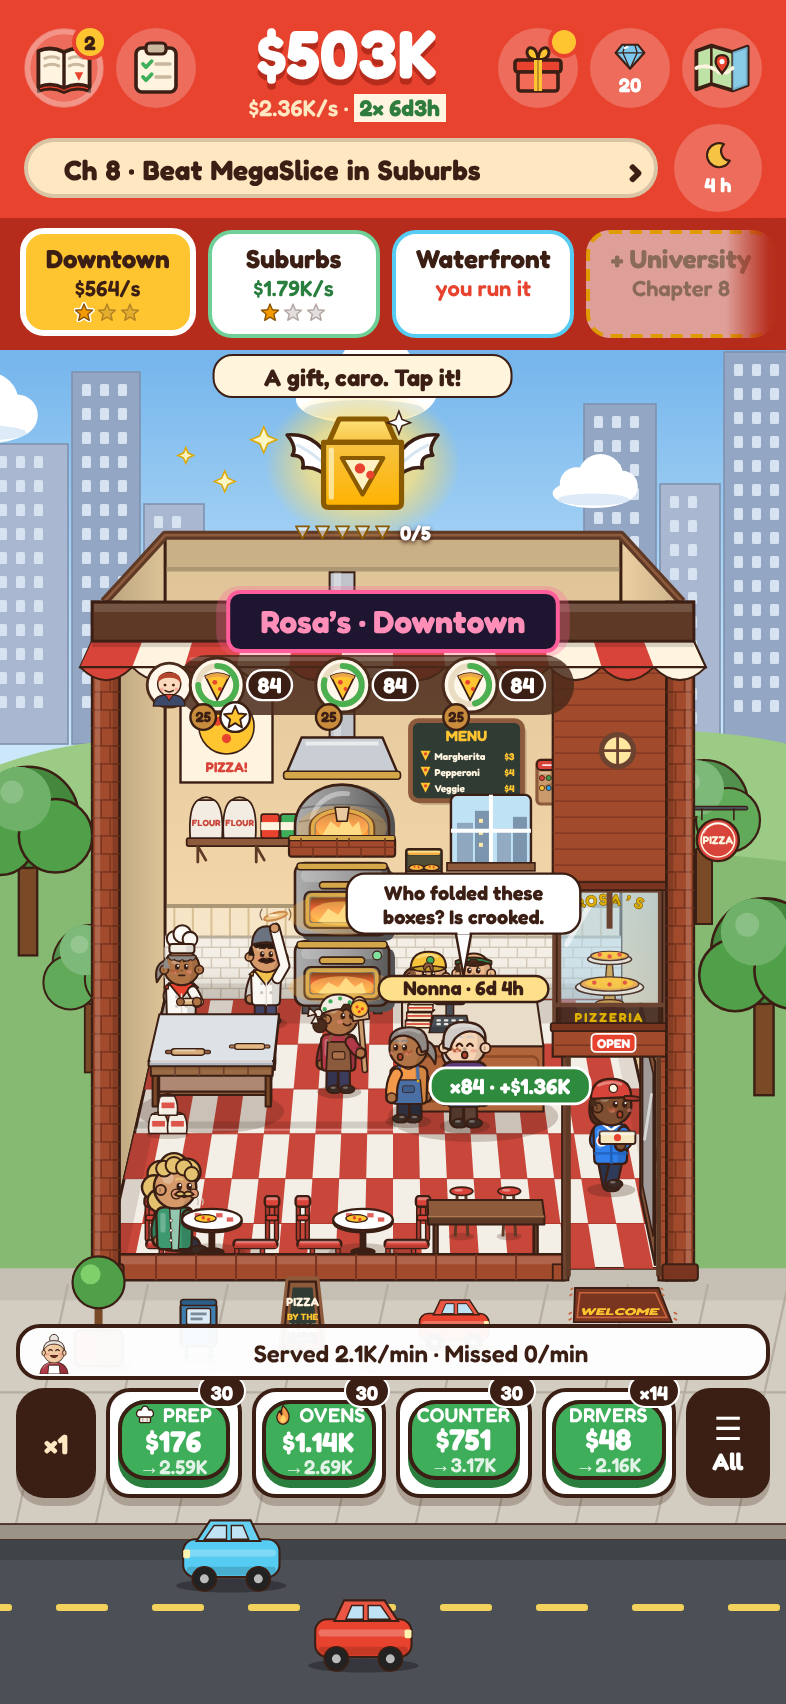 2
$503K
$2.36K/s · 2x 6d3h
20
Ch 8 · Beat MegaSlice in Suburbs
4 h
Downtown
$564/s
Suburbs
$1.79K/s
Waterfront
you run it
+ University
Chapter 8
A gift, caro. Tap it!
0/5
Rosa's · Downtown
84
84
84
25
25
25
PIZZA!
MENU
Margherita $3
Pepperoni $4
Veggie $4
FLOUR
FLOUR
PIZZA
Who folded these
boxes? Is crooked.
ROSA'S
Nonna · 6d 4h
PIZZERIA
OPEN
x84 · +$1.36K
PIZZA
BY THE
WELCOME
Served 2.1K/min · Missed 0/min
x1
30
PREP
$176
→2.59K
30
OVENS
$1.14K
→2.69K
30
COUNTER
$751
→3.17K
x14
DRIVERS
$48
→2.16K
All